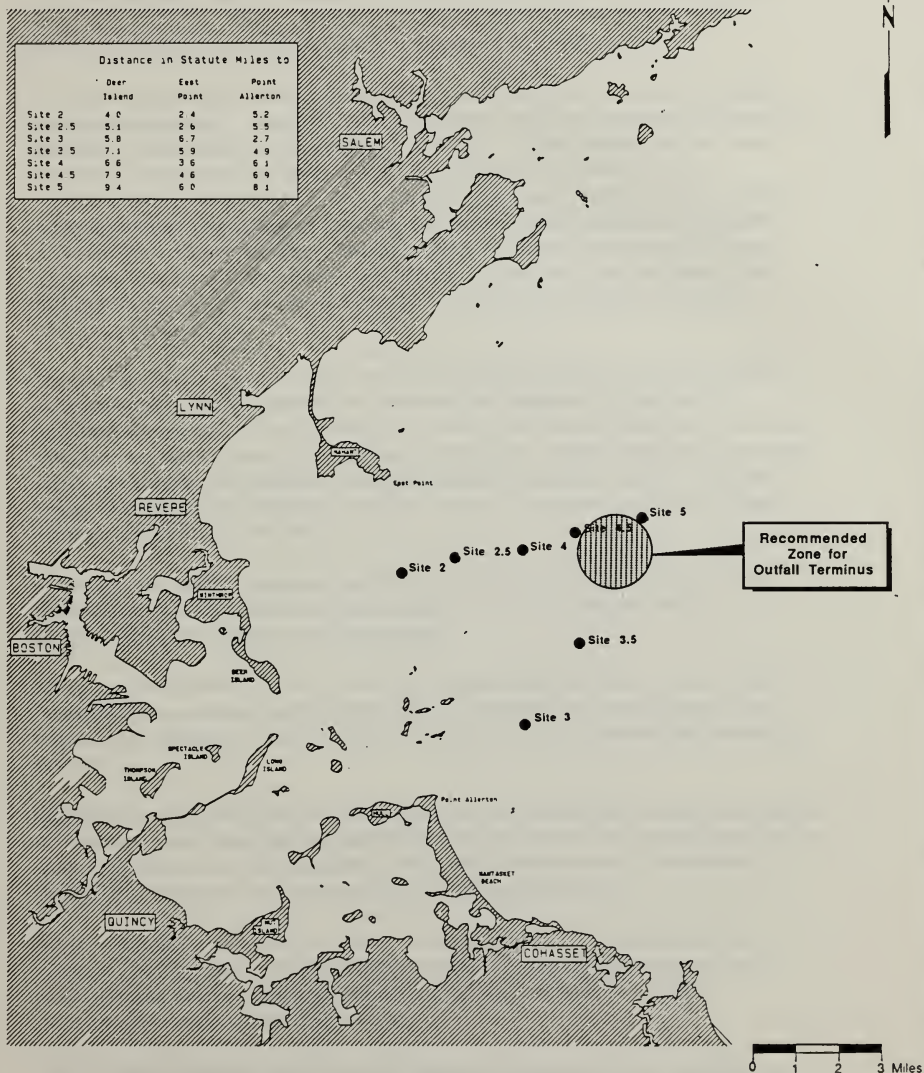 N
Distance in Statute Miles to
Deer Island East Point Point Allerton
Site 2 4.0 2.4 5.2
Site 2.5 5.1 2.6 5.5
Site 3 5.8 6.7 2.7
Site 3.5 7.1 5.9 4.9
Site 4 6.6 3.6 6.1
Site 4.5 7.9 4.6 6.9
Site 5 9.4 6.0 8.1
SALEM
LYNN
East Point
REVERE
Site 5
Site 4.5
Site 4
Site 2.5
Site 2
Recommended
Zone for
Outfall Terminus
WINTHROP
Site 3.5
BOSTON
DEER
ISLAND
Site 3
SPECTACLE
ISLAND
THOMPSON
ISLAND
LONG
ISLAND
Point Allerton
NANTASKET
BEACH
QUINCY
ISLAND
COHASSET
0 1 2 3 Miles